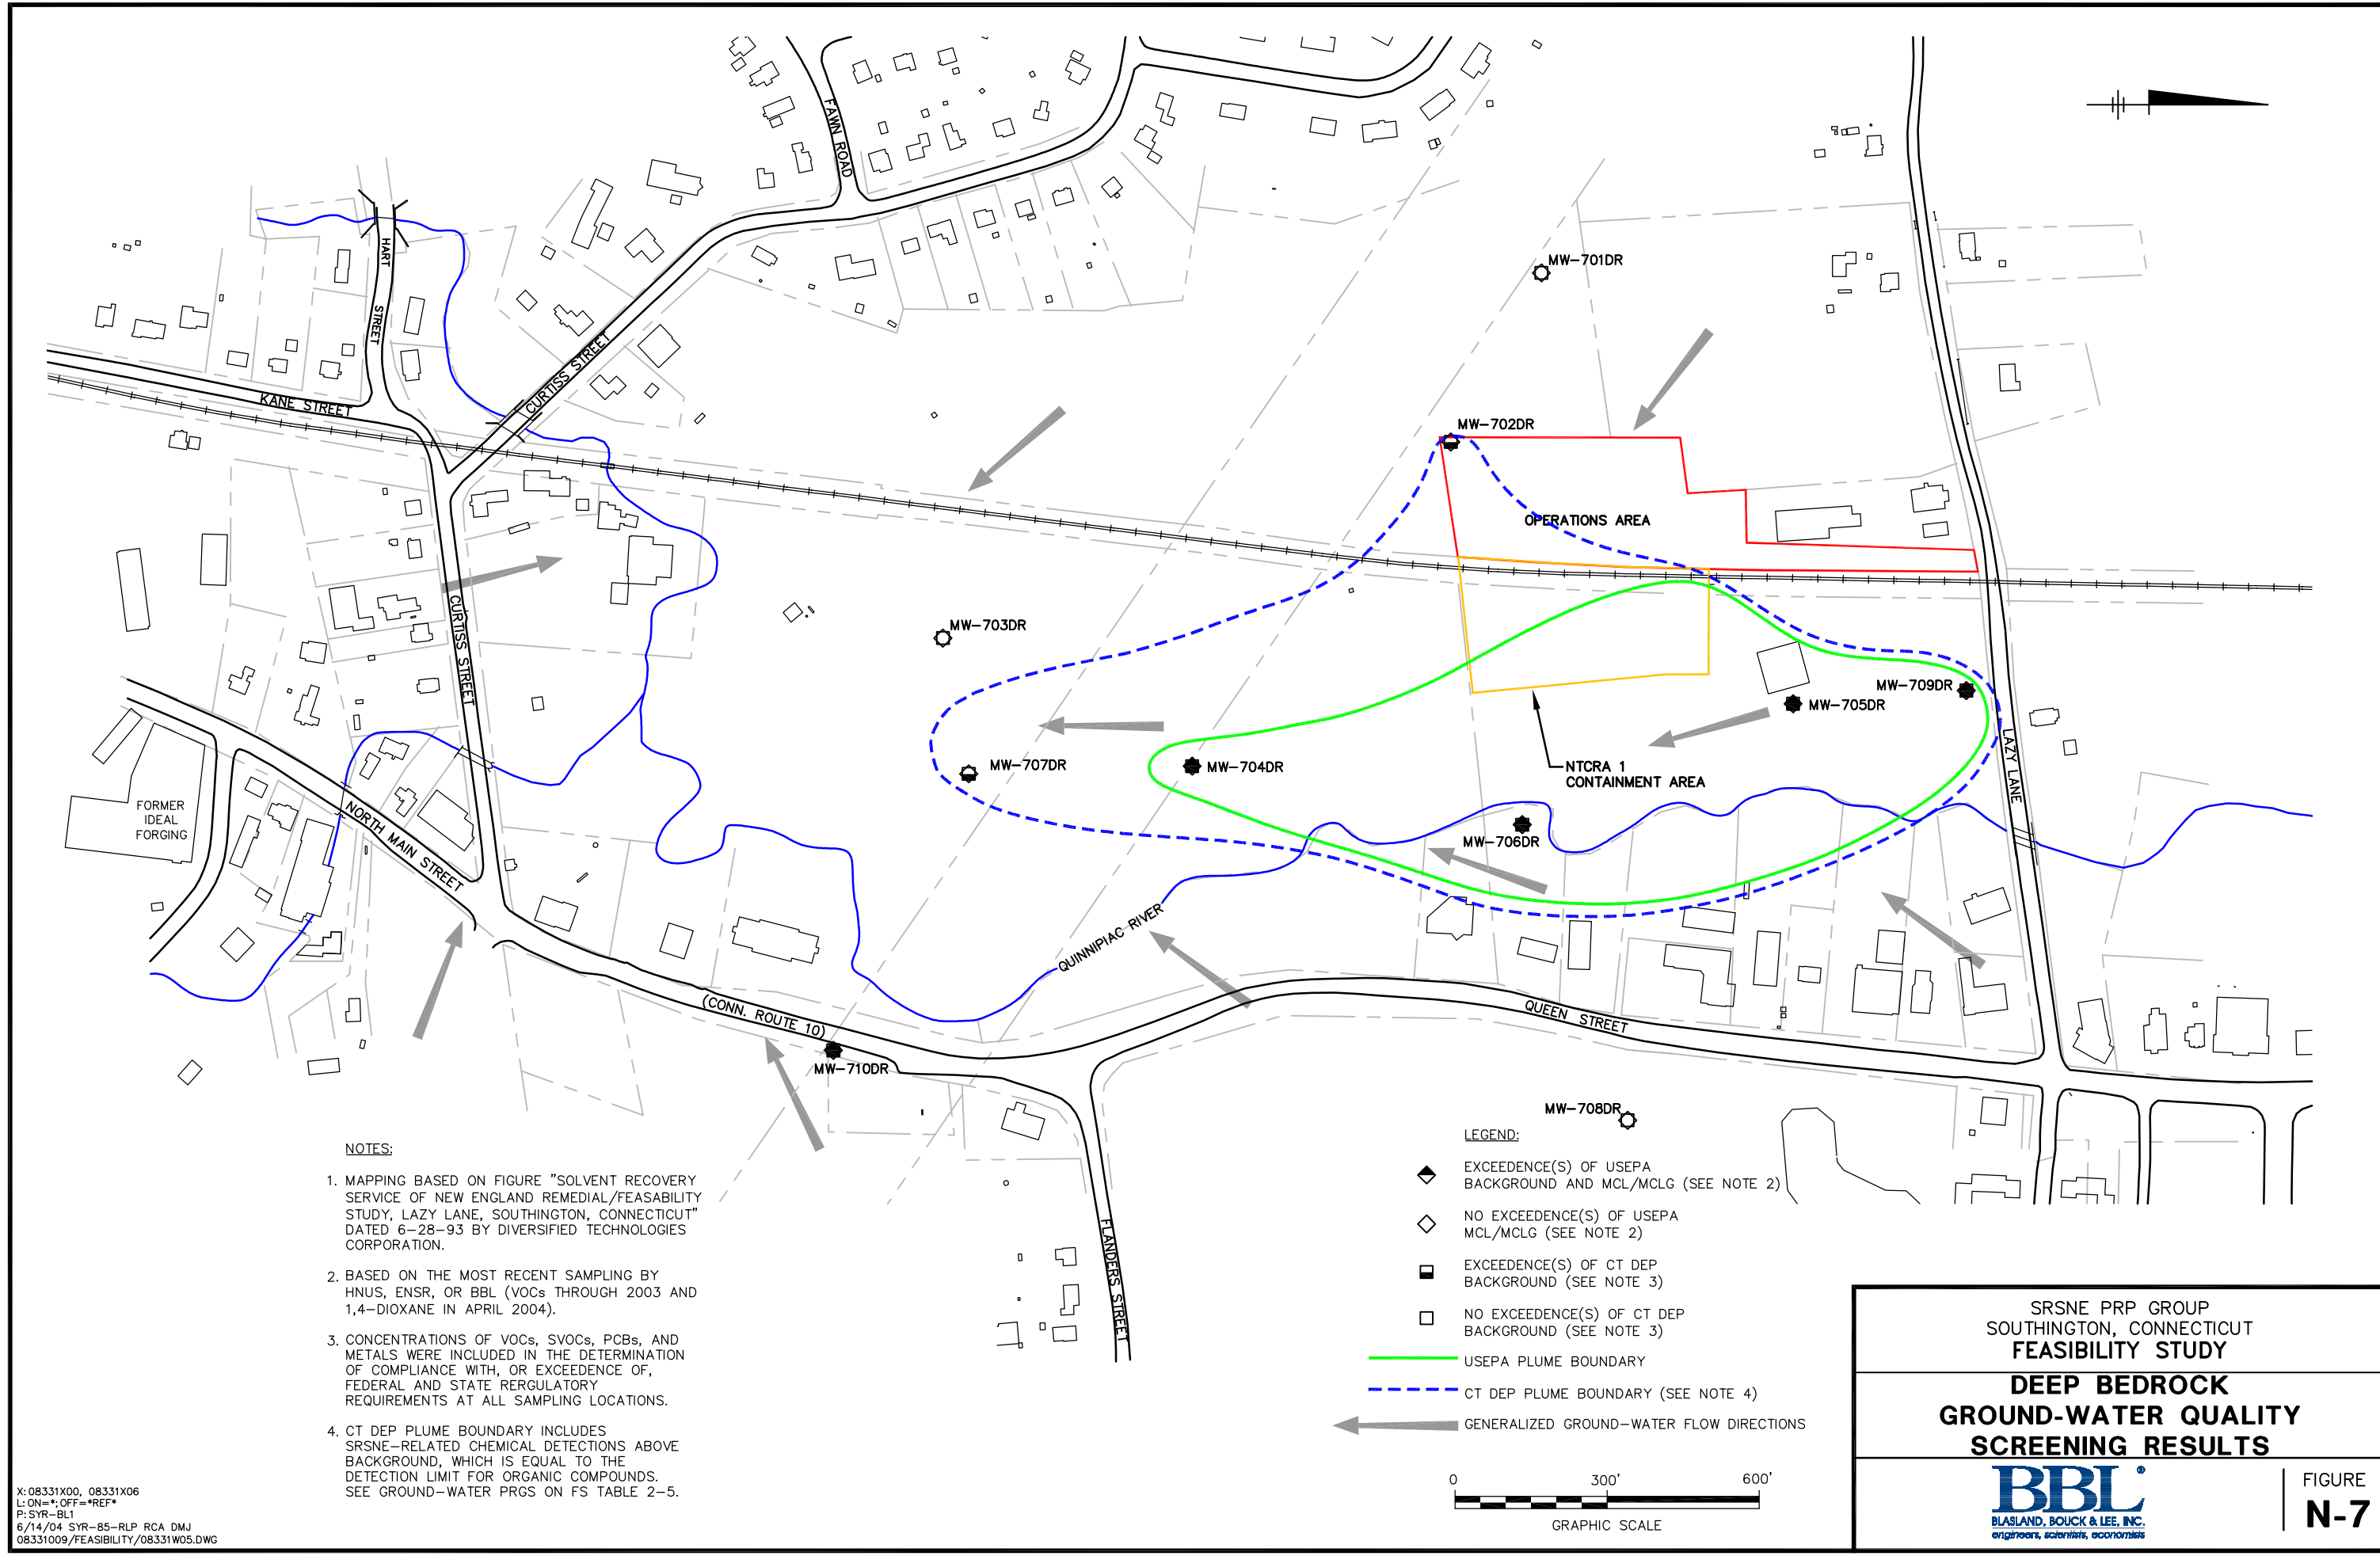 FAWN ROAD
HART
STREET
KANE STREET
CURTISS STREET
MW-701DR
MW-702DR
OPERATIONS AREA
CURTISS STREET
MW-703DR
MW-709DR
MW-705DR
MW-704DR
MW-707DR
NTCRA 1
CONTAINMENT AREA
LAZY LANE
MW-706DR
FORMER
IDEAL
FORGING
NORTH MAIN STREET
QUINNIPIAC RIVER
(CONN. ROUTE 10)
QUEEN STREET
MW-710DR
MW-708DR
FLANDERS STREET
NOTES:
1. MAPPING BASED ON FIGURE "SOLVENT RECOVERY
SERVICE OF NEW ENGLAND REMEDIAL/FEASABILITY
STUDY, LAZY LANE, SOUTHINGTON, CONNECTICUT"
DATED 6-28-93 BY DIVERSIFIED TECHNOLOGIES
CORPORATION.
2. BASED ON THE MOST RECENT SAMPLING BY
HNUS, ENSR, OR BBL (VOCs THROUGH 2003 AND
1,4-DIOXANE IN APRIL 2004).
3. CONCENTRATIONS OF VOCs, SVOCs, PCBs, AND
METALS WERE INCLUDED IN THE DETERMINATION
OF COMPLIANCE WITH, OR EXCEEDENCE OF,
FEDERAL AND STATE RERGULATORY
REQUIREMENTS AT ALL SAMPLING LOCATIONS.
4. CT DEP PLUME BOUNDARY INCLUDES
SRSNE-RELATED CHEMICAL DETECTIONS ABOVE
BACKGROUND, WHICH IS EQUAL TO THE
DETECTION LIMIT FOR ORGANIC COMPOUNDS.
SEE GROUND-WATER PRGS ON FS TABLE 2-5.
LEGEND:
EXCEEDENCE(S) OF USEPA
BACKGROUND AND MCL/MCLG (SEE NOTE 2)
NO EXCEEDENCE(S) OF USEPA
MCL/MCLG (SEE NOTE 2)
EXCEEDENCE(S) OF CT DEP
BACKGROUND (SEE NOTE 3)
NO EXCEEDENCE(S) OF CT DEP
BACKGROUND (SEE NOTE 3)
USEPA PLUME BOUNDARY
CT DEP PLUME BOUNDARY (SEE NOTE 4)
GENERALIZED GROUND-WATER FLOW DIRECTIONS
0 300' 600'
GRAPHIC SCALE
SRSNE PRP GROUP
SOUTHINGTON, CONNECTICUT
FEASIBILITY STUDY
DEEP BEDROCK
GROUND-WATER QUALITY
SCREENING RESULTS
BBL®
BLASLAND, BOUCK & LEE, INC.
engineers, scientists, economists
FIGURE
N-7
X: 08331X00, 08331X06
L: ON=*; OFF=*REF*
P: SYR-BL1
6/14/04 SYR-85-RLP RCA DMJ
08331009/FEASIBILITY/08331W05.DWG